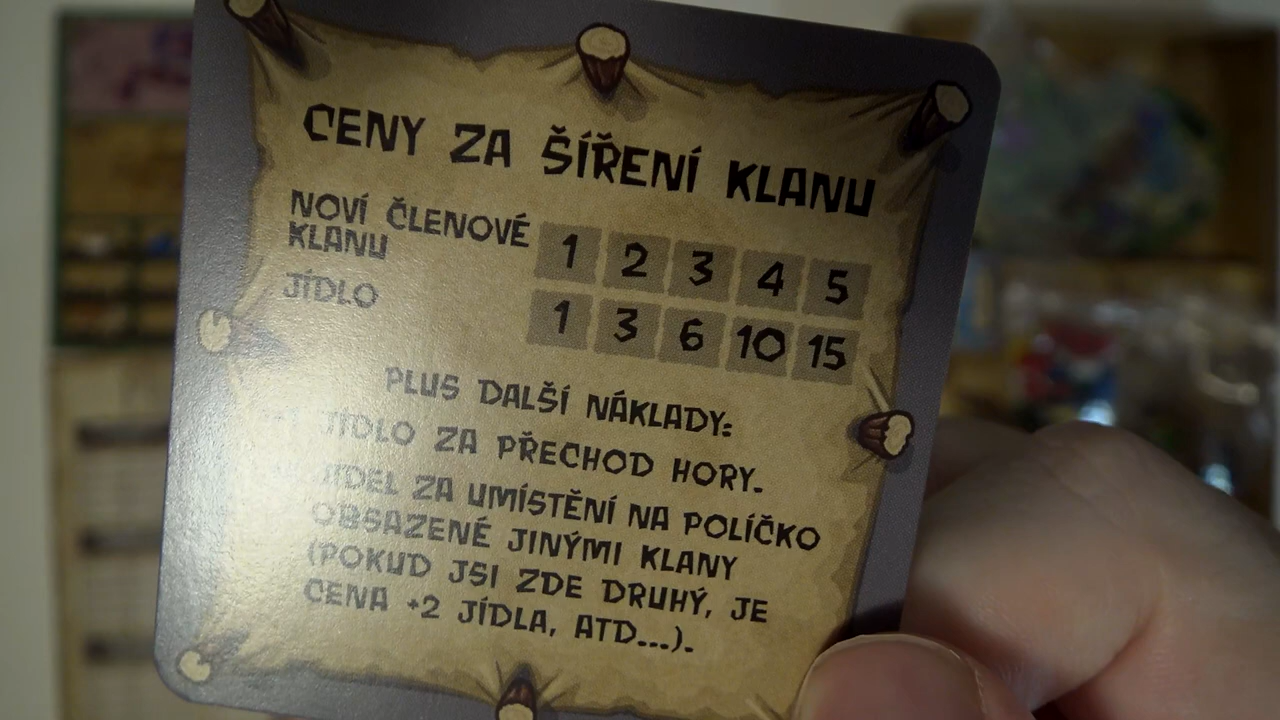 CENY ZA ŠÍŘENÍ KLANU
NOVÍ ČLENOVÉ
KLANU 1 2 3 4 5
JÍDLO 1 3 6 10 15
PLUS DALŠÍ NÁKLADY:
JÍDLO ZA PŘECHOD HORY.
JÍDEL ZA UMÍSTĚNÍ NA POLÍČKO
OBSAZENÉ JINÝMI KLANY
(POKUD JSI ZDE DRUHÝ, JE
CENA +2 JÍDLA, ATD...).